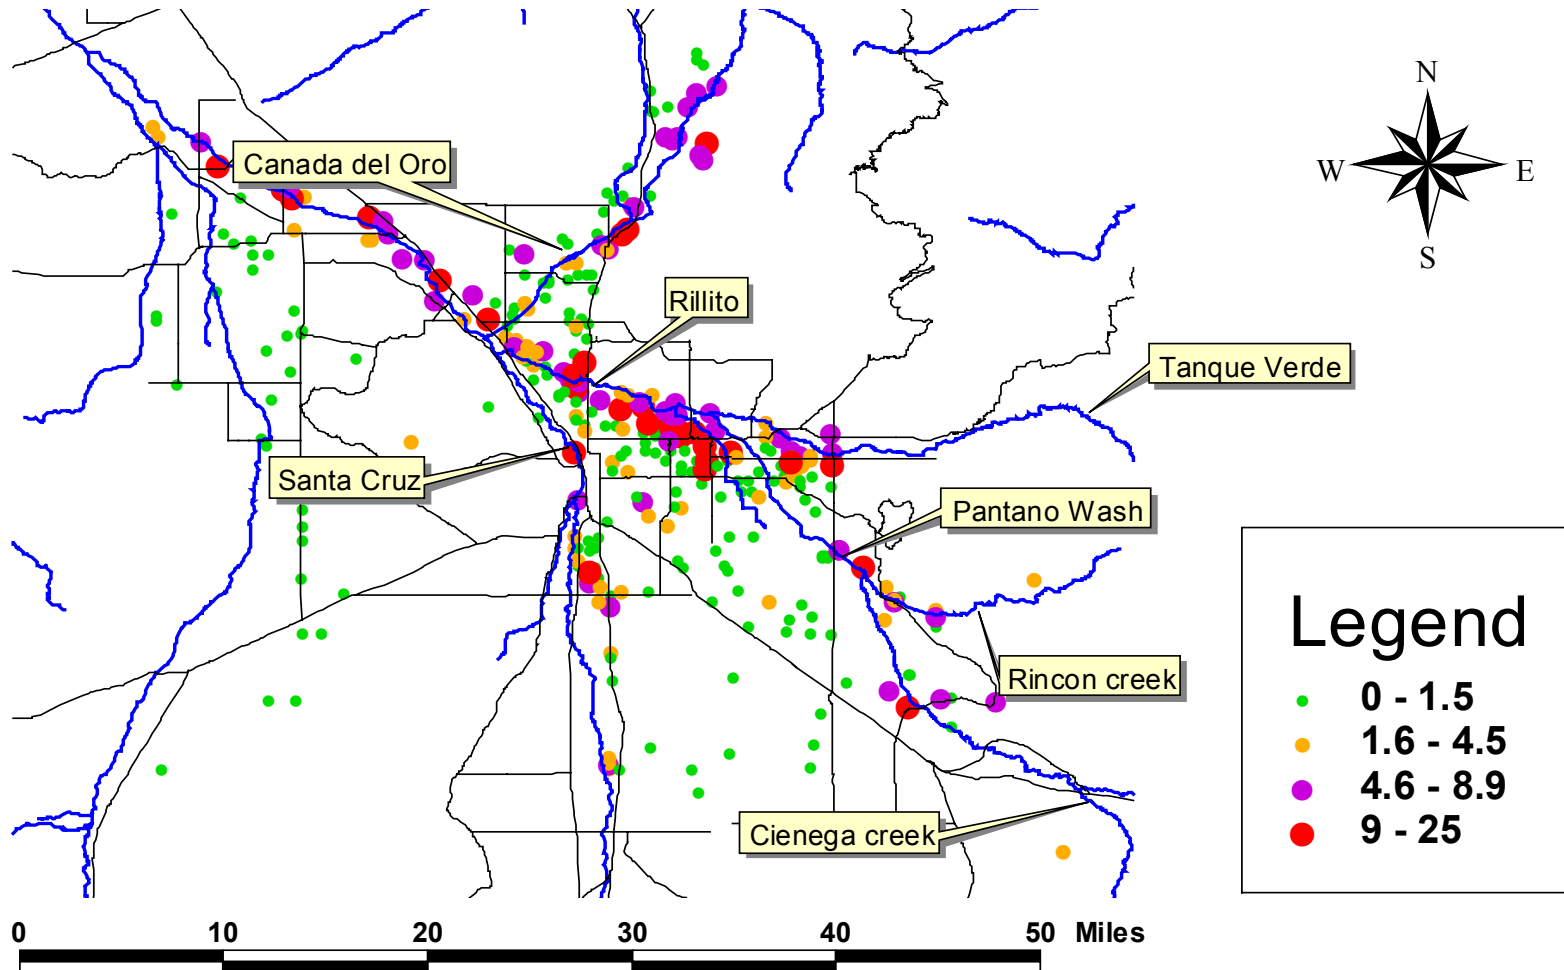 N
W E
S
Canada del Oro
Rillito
Tanque Verde
Santa Cruz
Pantano Wash
Rincon creek
Cienega creek
Legend
0 - 1.5
1.6 - 4.5
4.6 - 8.9
9 - 25
0 10 20 30 40 50 Miles